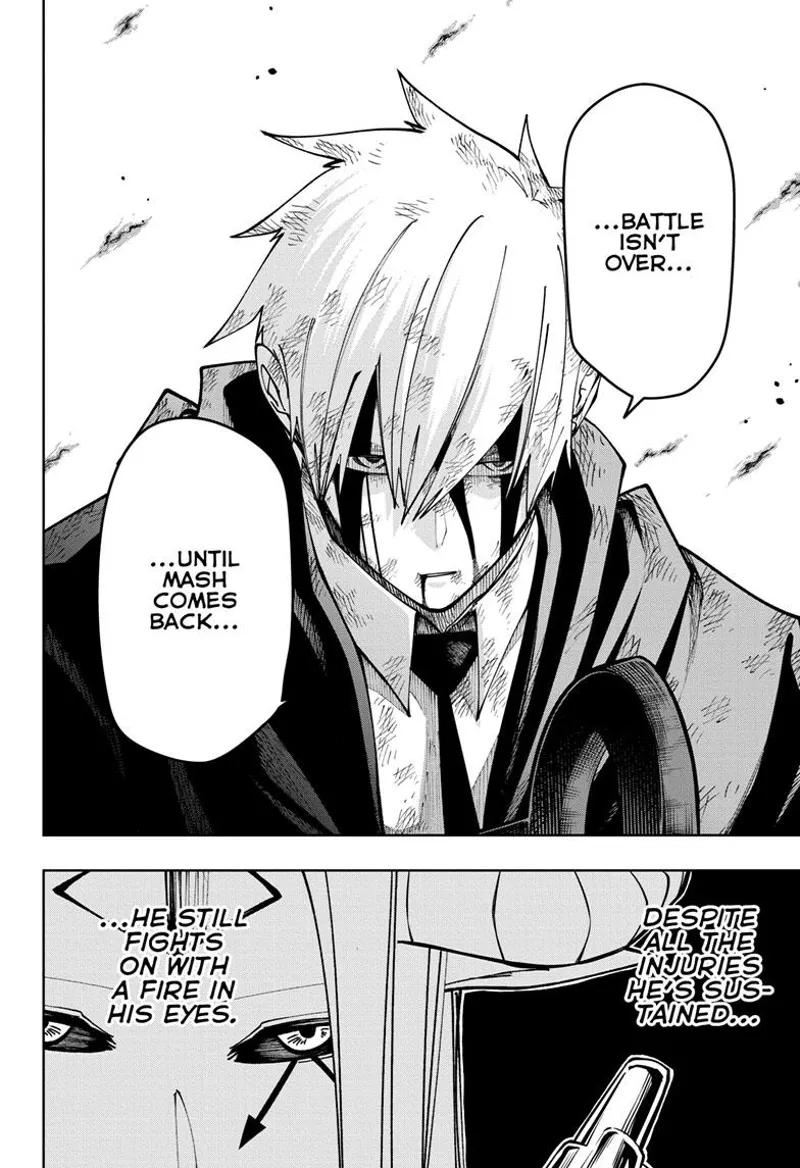 ...BATTLE
ISN'T
OVER...
...UNTIL
MASH
COMES
BACK...
DESPITE
ALL THE
INJURIES
HE'S SUS-
TAINED...
...HE STILL
FIGHTS
ON WITH
A FIRE IN
HIS EYES.